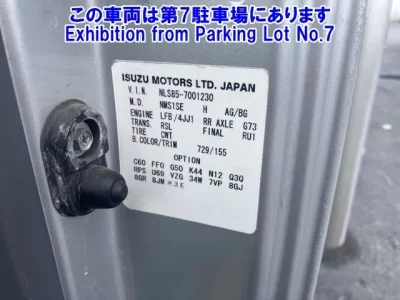 この車両は第7駐車場にあります
Exhibition from Parking Lot No.7
ISUZU MOTORS LTD. JAPAN
V.I.N. NLS85-7001230
M.D. NMS1SE H AG/BG
ENGINE LFB /4JJ1 RR AXLE G73
TRANS. RSL FINAL RU1
TIRE CWT
B.COLOR/TRIM 729/155
OPTION
C60 FF0 G50 K44 N12 Q3Q
RPS U69 VZG 34W 7VP 8GJ
8GR 8JM *3E